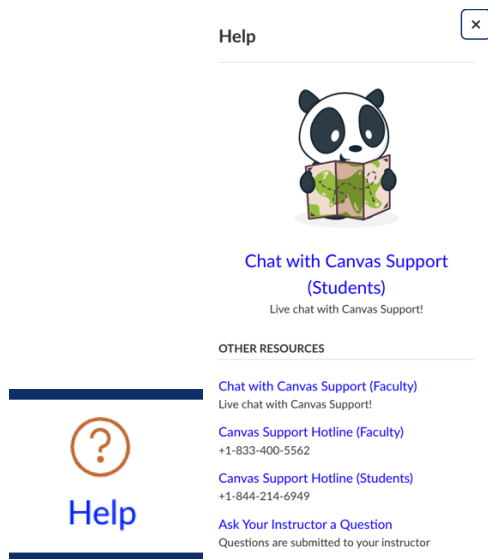 Help
×
Chat with Canvas Support
(Students)
Live chat with Canvas Support!
OTHER RESOURCES
Chat with Canvas Support (Faculty)
Live chat with Canvas Support!
Canvas Support Hotline (Faculty)
+1-833-400-5562
Canvas Support Hotline (Students)
+1-844-214-6949
Ask Your Instructor a Question
Questions are submitted to your instructor
?
Help